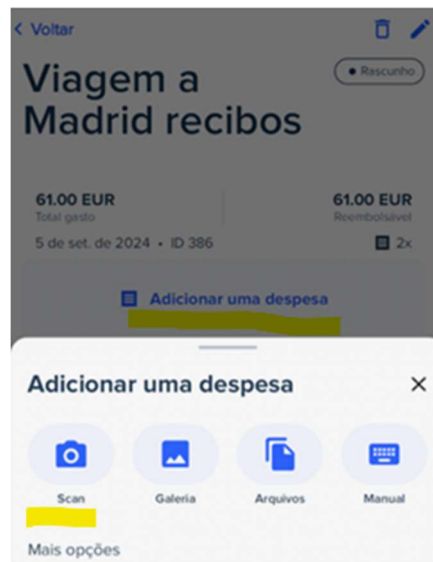 < Voltar
Viagem a
Rascunho
Madrid recibos
61.00 EUR 61.00 EUR
Total gasto Reembolsável
5 de set. de 2024 • ID 386 2x
Adicionar uma despesa
Adicionar uma despesa
Scan Galeria Arquivos Manual
Mais opções